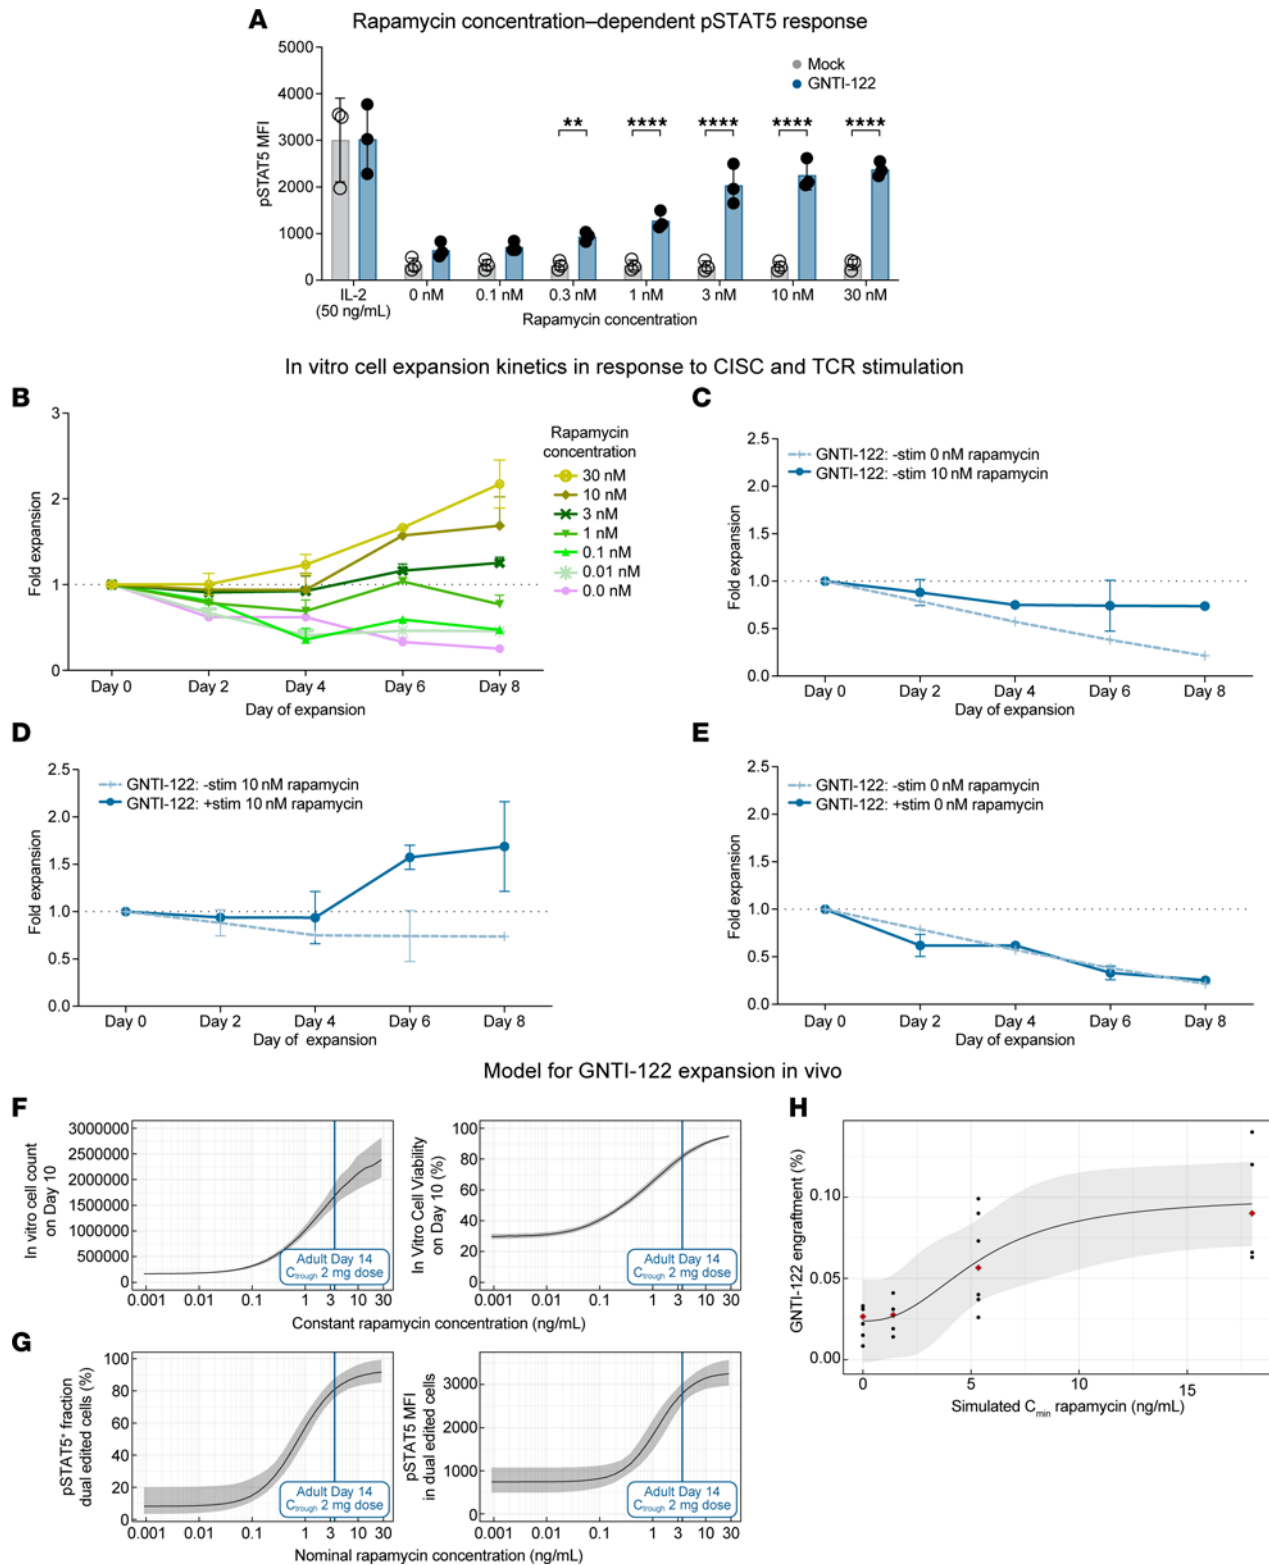 A
Rapamycin concentration–dependent pSTAT5 response
5000
4000
3000
2000
1000
0
pSTAT5 MFI
Mock
GNTI-122
**
****
****
****
****
IL-2
(50 ng/mL)
0 nM
0.1 nM
0.3 nM
1 nM
3 nM
10 nM
30 nM
Rapamycin concentration
In vitro cell expansion kinetics in response to CISC and TCR stimulation
B
3
2
1
0
Fold expansion
Rapamycin
concentration
30 nM
10 nM
3 nM
1 nM
0.1 nM
0.01 nM
0.0 nM
Day 0
Day 2
Day 4
Day 6
Day 8
Day of expansion
C
2.5
2.0
1.5
1.0
0.5
0.0
Fold expansion
GNTI-122: -stim 0 nM rapamycin
GNTI-122: -stim 10 nM rapamycin
Day 0
Day 2
Day 4
Day 6
Day 8
Day of expansion
D
2.5
2.0
1.5
1.0
0.5
0.0
Fold expansion
GNTI-122: -stim 10 nM rapamycin
GNTI-122: +stim 10 nM rapamycin
Day 0
Day 2
Day 4
Day 6
Day 8
Day of expansion
E
2.5
2.0
1.5
1.0
0.5
0.0
Fold expansion
GNTI-122: -stim 0 nM rapamycin
GNTI-122: +stim 0 nM rapamycin
Day 0
Day 2
Day 4
Day 6
Day 8
Day of expansion
Model for GNTI-122 expansion in vivo
F
3000000
2500000
2000000
1500000
1000000
500000
0
In vitro cell count
on Day 10
Adult Day 14
Ctrough 2 mg dose
0.001
0.01
0.1
1
3
10
30
100
80
60
40
20
0
In Vitro Cell Viability
on Day 10 (%)
Adult Day 14
Ctrough 2 mg dose
0.001
0.01
0.1
1
3
10
30
Constant rapamycin concentration (ng/mL)
G
100
80
60
40
20
0
pSTAT5+ fraction
dual edited cells (%)
Adult Day 14
Ctrough 2 mg dose
0.001
0.01
0.1
1
3
10
30
3000
2000
1000
0
pSTAT5 MFI
in dual edited cells
Adult Day 14
Ctrough 2 mg dose
0.001
0.01
0.1
1
3
10
30
Nominal rapamycin concentration (ng/mL)
H
0.10
0.05
0.00
GNTI-122 engraftment (%)
0
5
10
15
Simulated Cmin rapamycin (ng/mL)